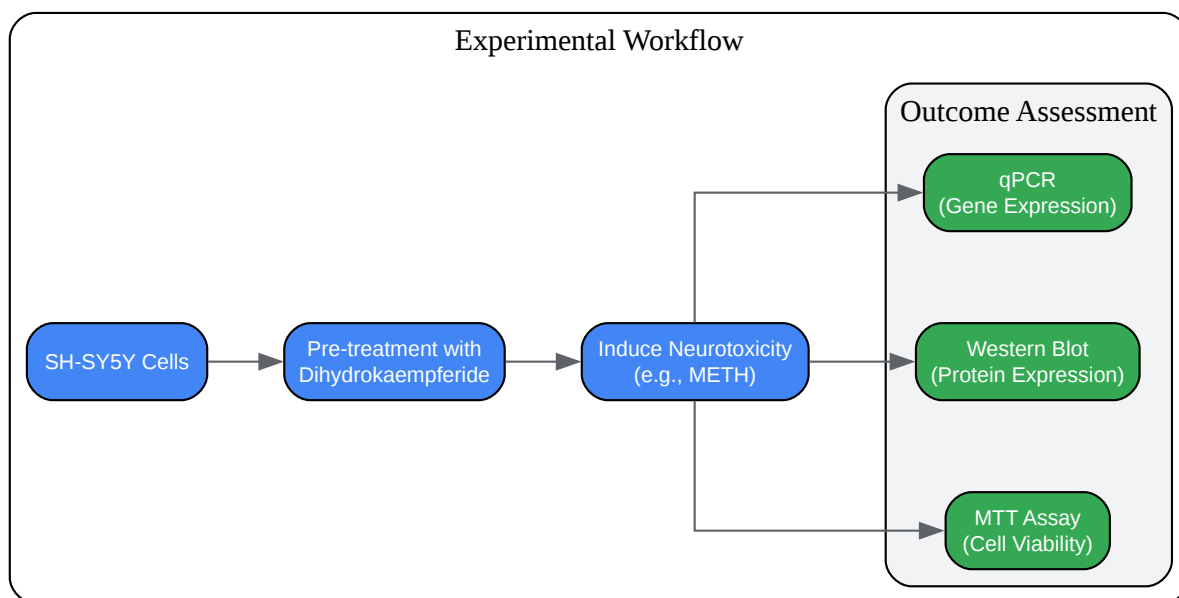 Experimental Workflow
Outcome Assessment
qPCR
(Gene Expression)
SH-SY5Y Cells
Pre-treatment with
Dihydrokaempferide
Induce Neurotoxicity
(e.g., METH)
Western Blot
(Protein Expression)
MTT Assay
(Cell Viability)